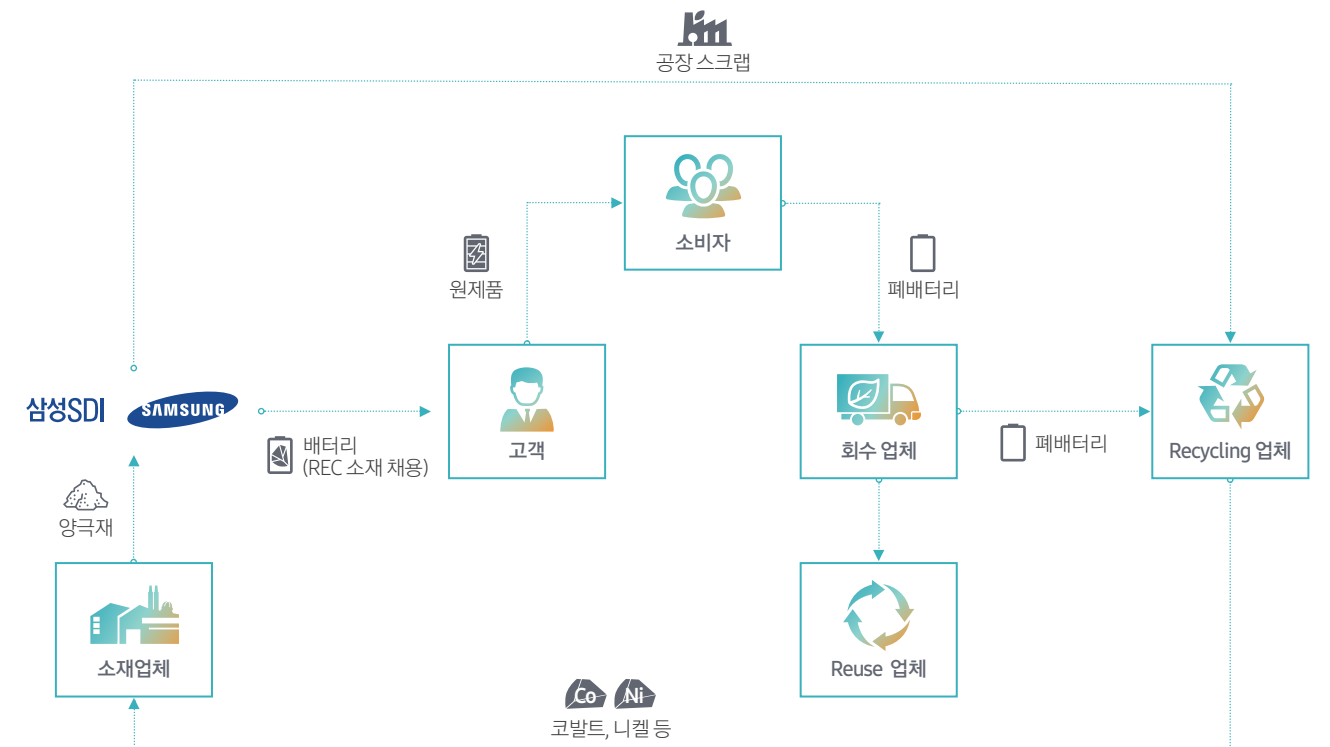 공장 스크랩
소비자
원제품
폐배터리
삼성SDI SAMSUNG
배터리
(REC 소재 채용)
고객
회수 업체
폐배터리
Recycling 업체
양극재
소재업체
Reuse 업체
Co Ni
코발트, 니켈 등